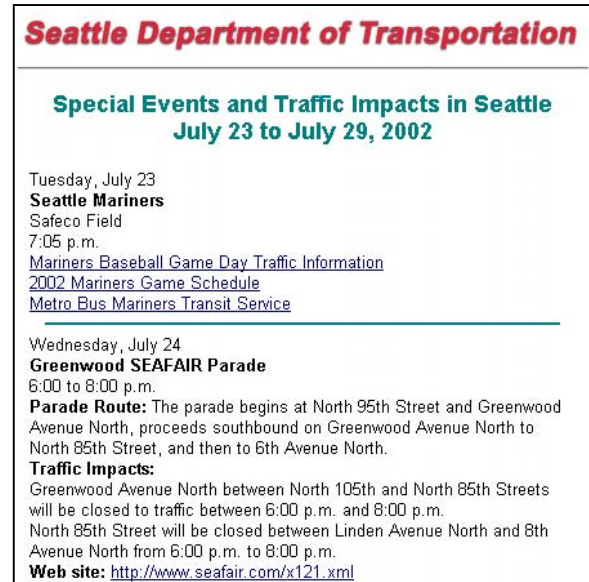 Seattle Department of Transportation
Special Events and Traffic Impacts in Seattle
July 23 to July 29, 2002
Tuesday, July 23
Seattle Mariners
Safeco Field
7:05 p.m.
Mariners Baseball Game Day Traffic Information
2002 Mariners Game Schedule
Metro Bus Mariners Transit Service
Wednesday, July 24
Greenwood SEAFAIR Parade
6:00 to 8:00 p.m.
Parade Route: The parade begins at North 95th Street and Greenwood
Avenue North, proceeds southbound on Greenwood Avenue North to
North 85th Street, and then to 6th Avenue North.
Traffic Impacts:
Greenwood Avenue North between North 105th and North 85th Streets
will be closed to traffic between 6:00 p.m. and 8:00 p.m.
North 85th Street will be closed between Linden Avenue North and 8th
Avenue North from 6:00 p.m. to 8:00 p.m.
Web site: http://www.seafair.com/x121.xml